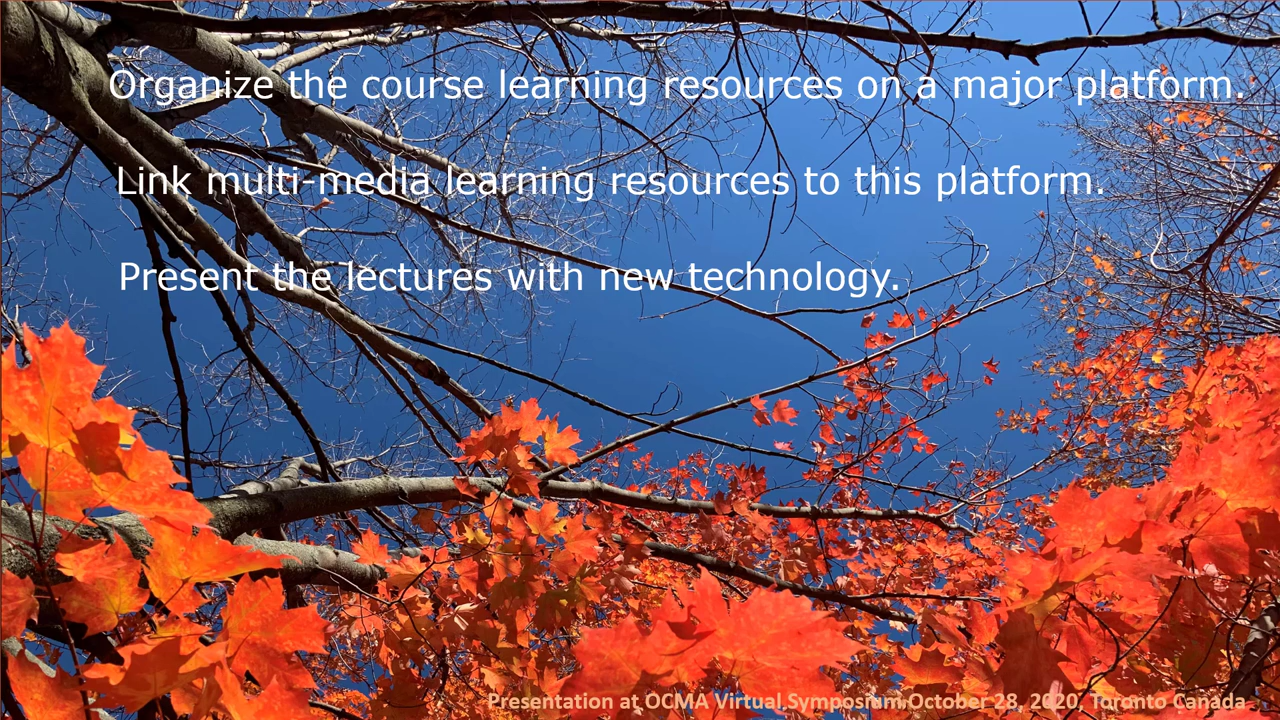 Organize the course learning resources on a major platform.
Link multi-media learning resources to this platform.
Present the lectures with new technology.
Presentation at OCMA Virtual,Symposium,October 28, 2020, Toronto Canada